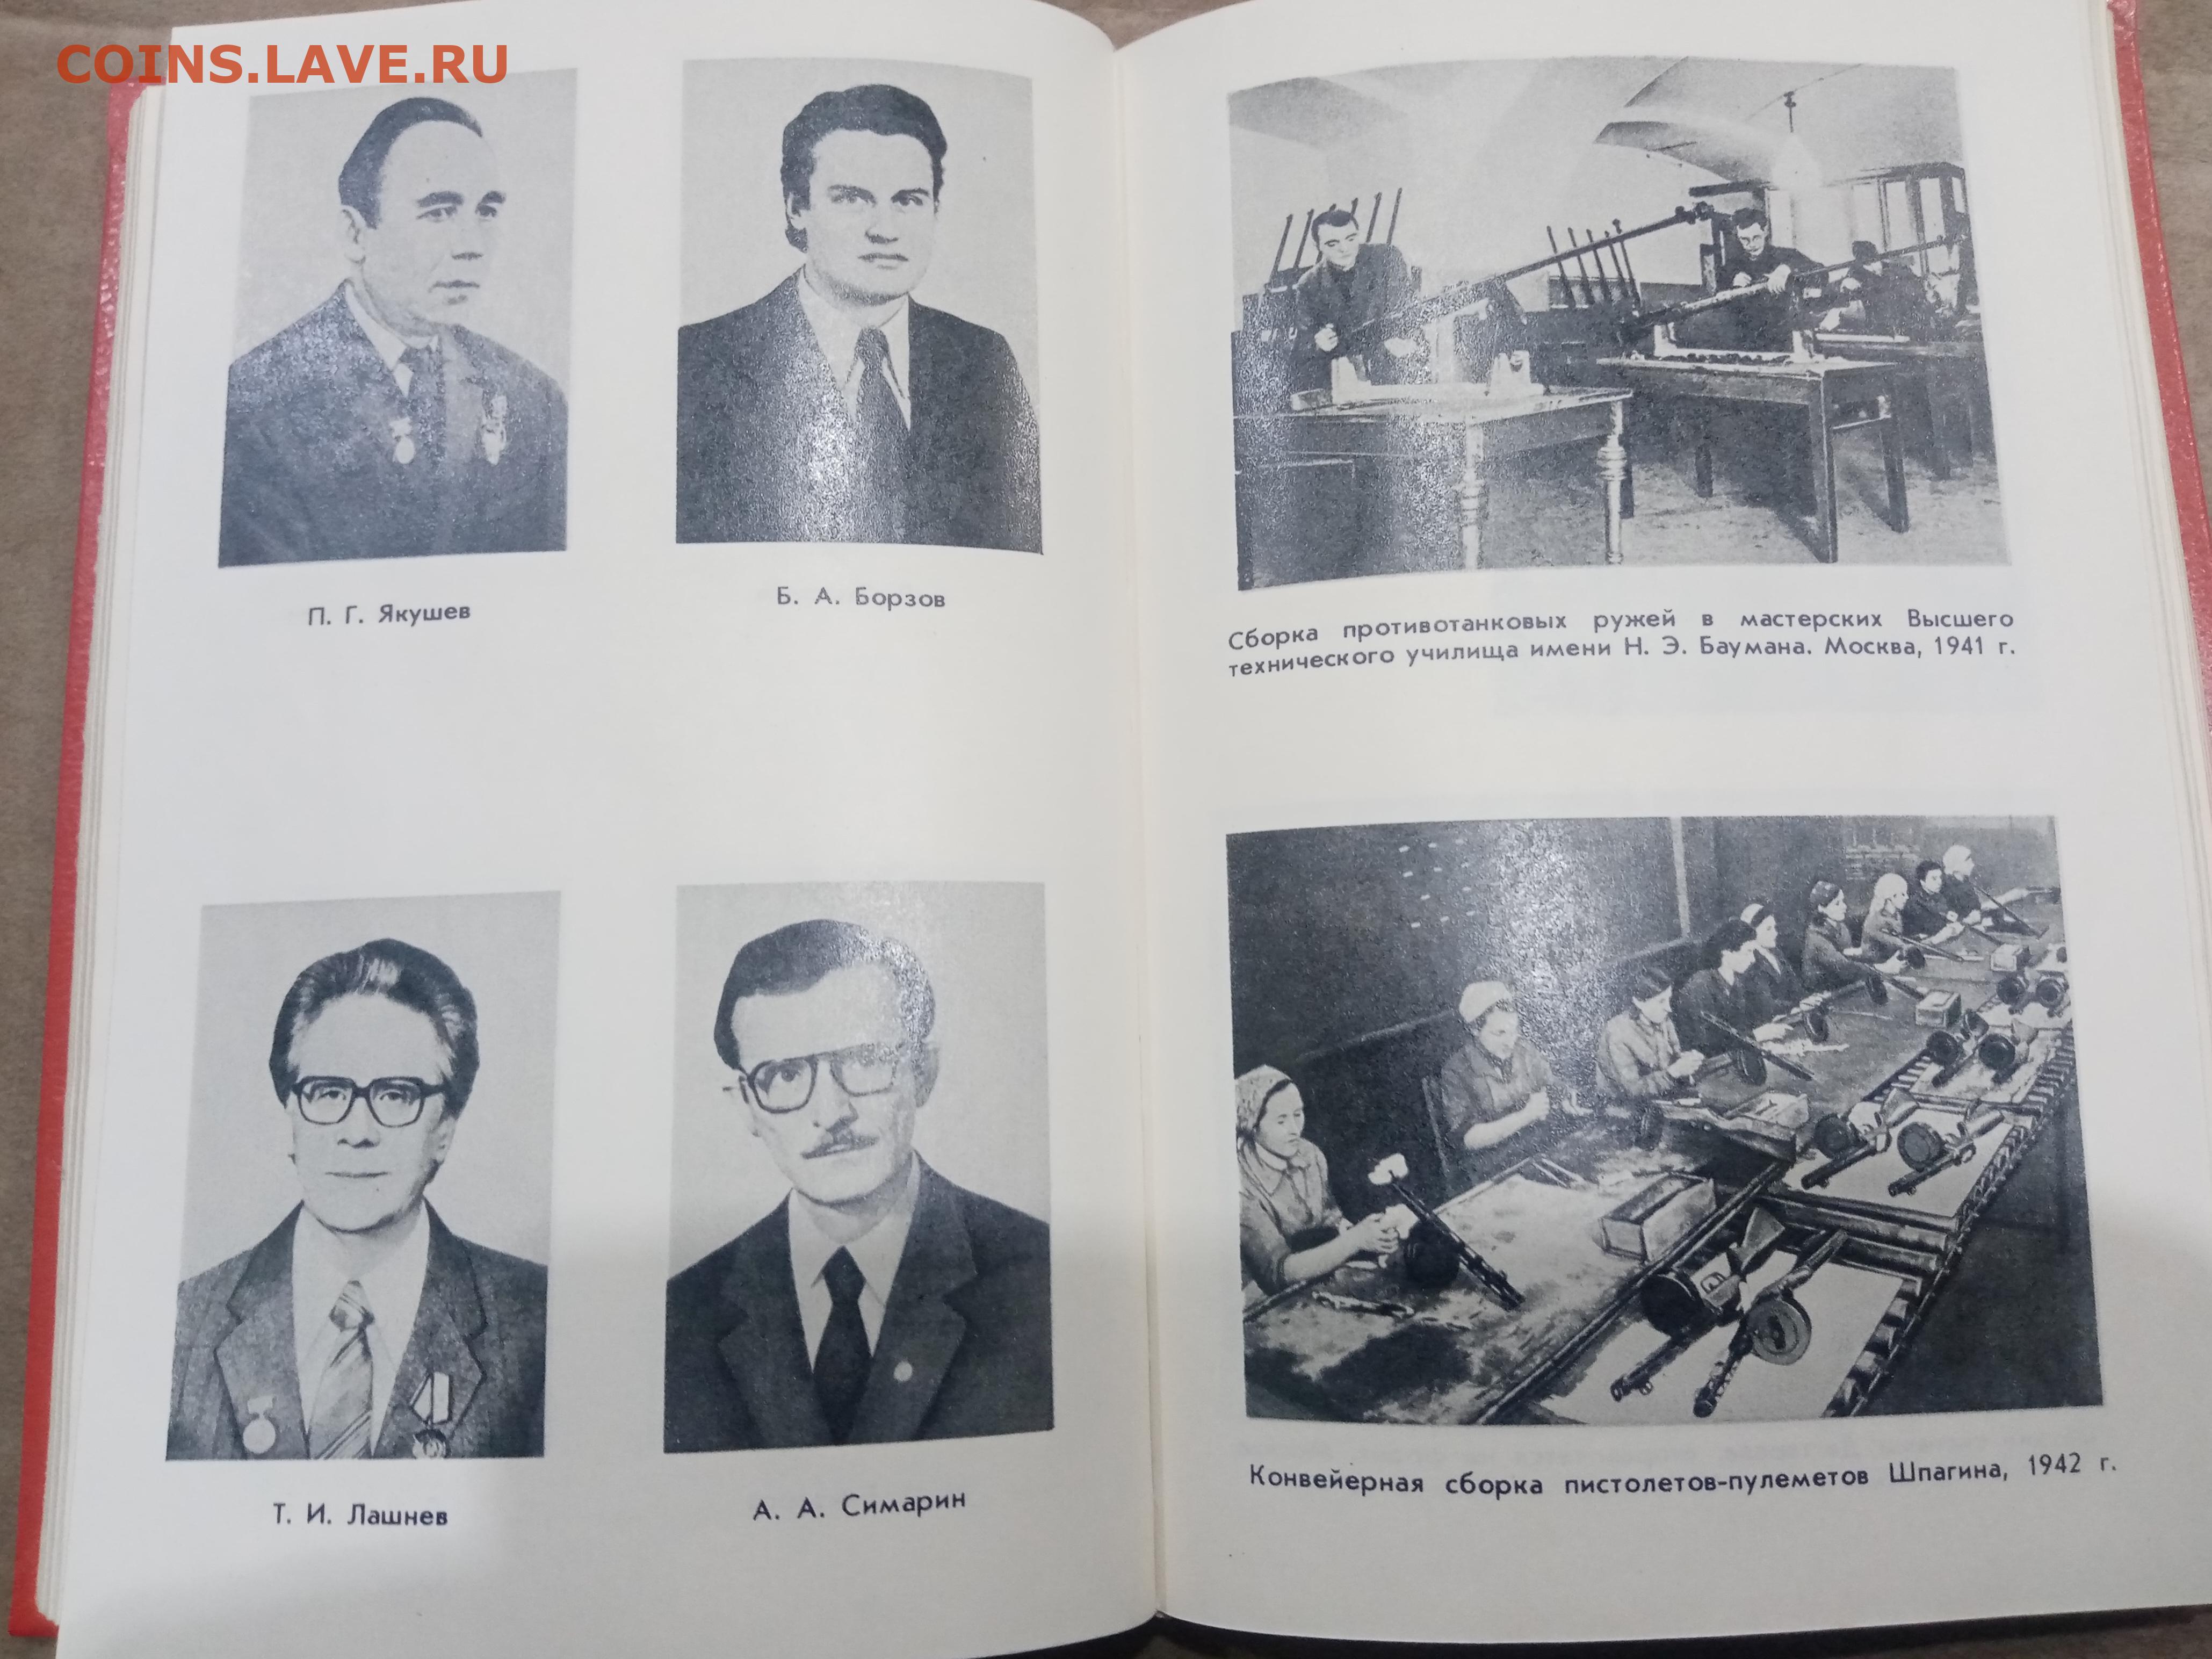 COINS.LAVE.RU
П. Г. Якушев
Б. А. Борзов
Т. И. Лашнев
А. А. Симарин
Сборка противотанковых ружей в мастерских Высшего
технического училища имени Н. Э. Баумана. Москва, 1941 г.
Конвейерная сборка пистолетов-пулеметов Шпагина, 1942 г.